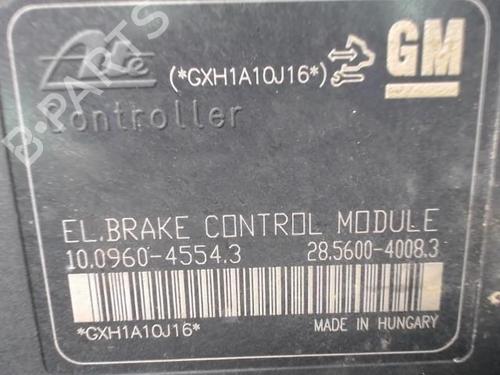 Ate (*GXH1A10J16*) GM
Controller
B-PARTS
EL.BRAKE CONTROL MODULE
10.0960-4554.3 28.5600-4008.3
*GXH1A10J16* MADE IN HUNGARY